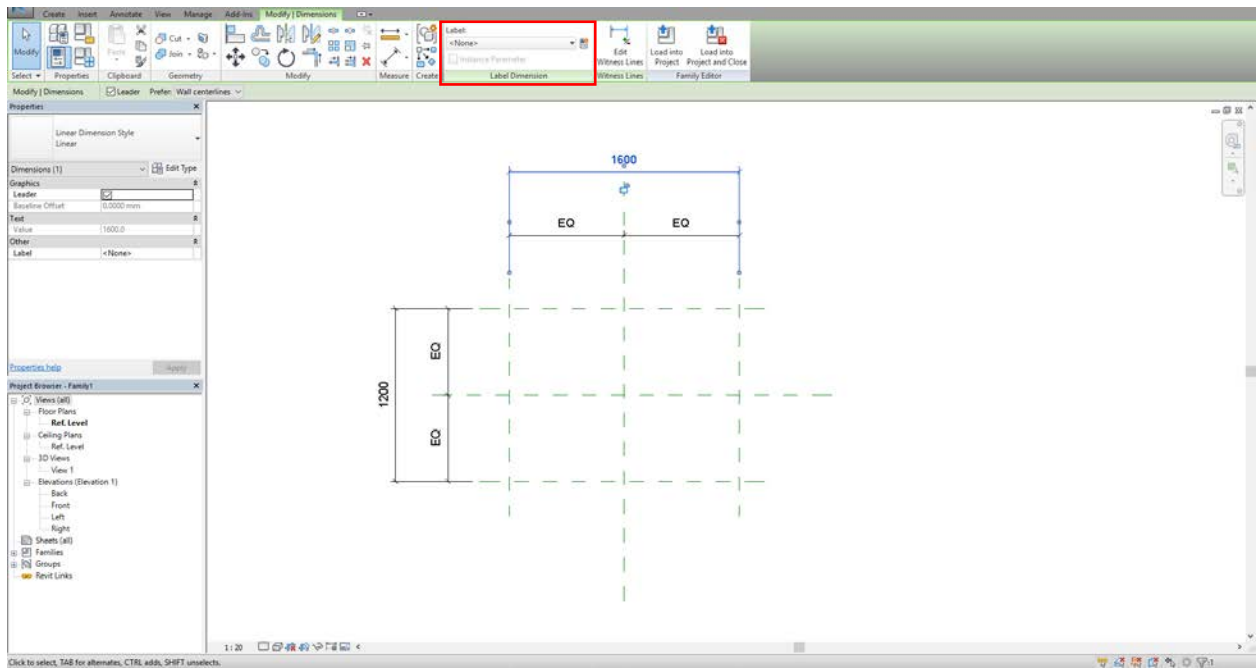 Create Insert Annotate View Manage Add-Ins Modify | Dimensions
Modify
Select
Properties
Paste
Clipboard
Cut
Join
Geometry
Modify
Measure
Create
Label:
<None>
Instance Parameter
Label Dimension
Edit
Witness Lines
Witness Lines
Load into
Project
Load into
Project and Close
Family Editor
Modify | Dimensions
Leader
Prefer: Wall centerlines
Properties
Linear Dimension Style
Linear
Dimensions (1)
Edit Type
Graphics
Leader
Baseline Offset 0.0000 mm
Text
Value 1600.0
Other
Label <None>
Properties help
Apply
Project Browser - Family1
Views (all)
Floor Plans
Ref. Level
Ceiling Plans
Ref. Level
3D Views
View 1
Elevations (Elevation 1)
Back
Front
Left
Right
Sheets (all)
Families
Groups
Revit Links
1600
EQ EQ
EQ
1200
EQ
1 : 20
Click to select, TAB for alternates, CTRL adds, SHIFT unselects.
:1